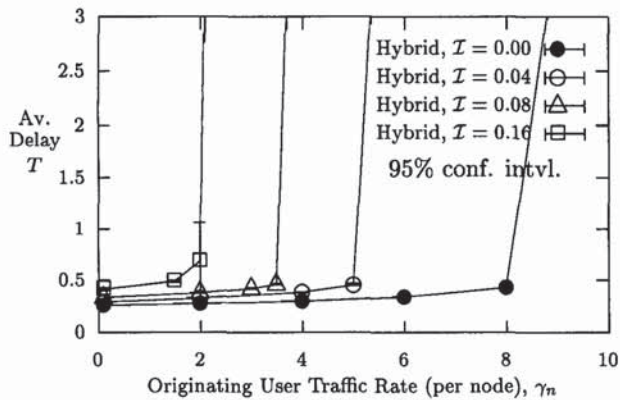 3
2.5
2
1.5
1
0.5
0
Av.
Delay
T
Hybrid, ℐ = 0.00
Hybrid, ℐ = 0.04
Hybrid, ℐ = 0.08
Hybrid, ℐ = 0.16
95% conf. intvl.
0 2 4 6 8 10
Originating User Traffic Rate (per node), γₙ